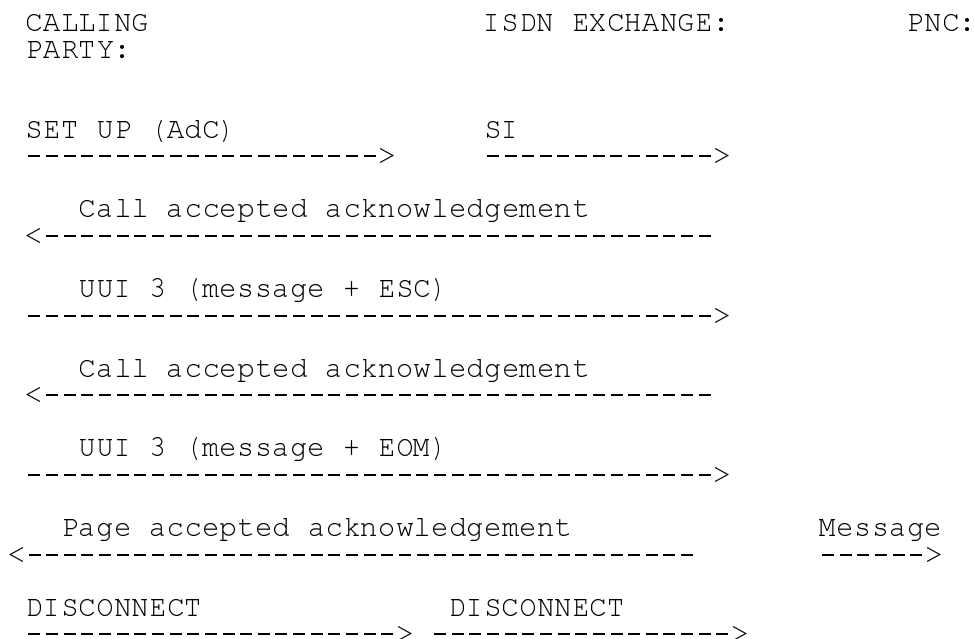 CALLING ISDN EXCHANGE: PNC:
PARTY:
SET UP (AdC) SI
--------------------> ------------->
Call accepted acknowledgement
<--------------------------------------
UUI 3 (message + ESC)
--------------------------------------->
Call accepted acknowledgement
<--------------------------------------
UUI 3 (message + EOM)
--------------------------------------->
Page accepted acknowledgement Message
<-------------------------------------- ------>
DISCONNECT DISCONNECT
---------------------> ----------------->